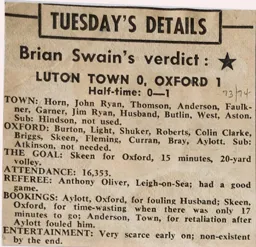 TUESDAY'S DETAILS
Brian Swain's verdict: ★
LUTON TOWN 0, OXFORD 1
Half-time: 0—1
73/74
TOWN: Horn, John Ryan, Thomson, Anderson, Faulk-
ner, Garner, Jim Ryan, Husband, Butlin, West, Aston.
Sub: Hindson, not used.
OXFORD: Burton, Light, Shuker, Roberts, Colin Clarke,
Briggs, Skeen, Fleming, Curran, Bray, Aylott. Sub:
Atkinson, not needed.
THE GOAL: Skeen for Oxford, 15 minutes, 20-yard
volley.
ATTENDANCE: 16,353.
REFEREE: Anthony Oliver, Leigh-on-Sea; had a good
game.
BOOKINGS: Aylott, Oxford, for fouling Husband; Skeen,
Oxford, for time-wasting when there was only 17
minutes to go; Anderson, Town, for retaliation after
Aylott fouled him.
ENTERTAINMENT: Very scarce early on; non-existent
by the end.